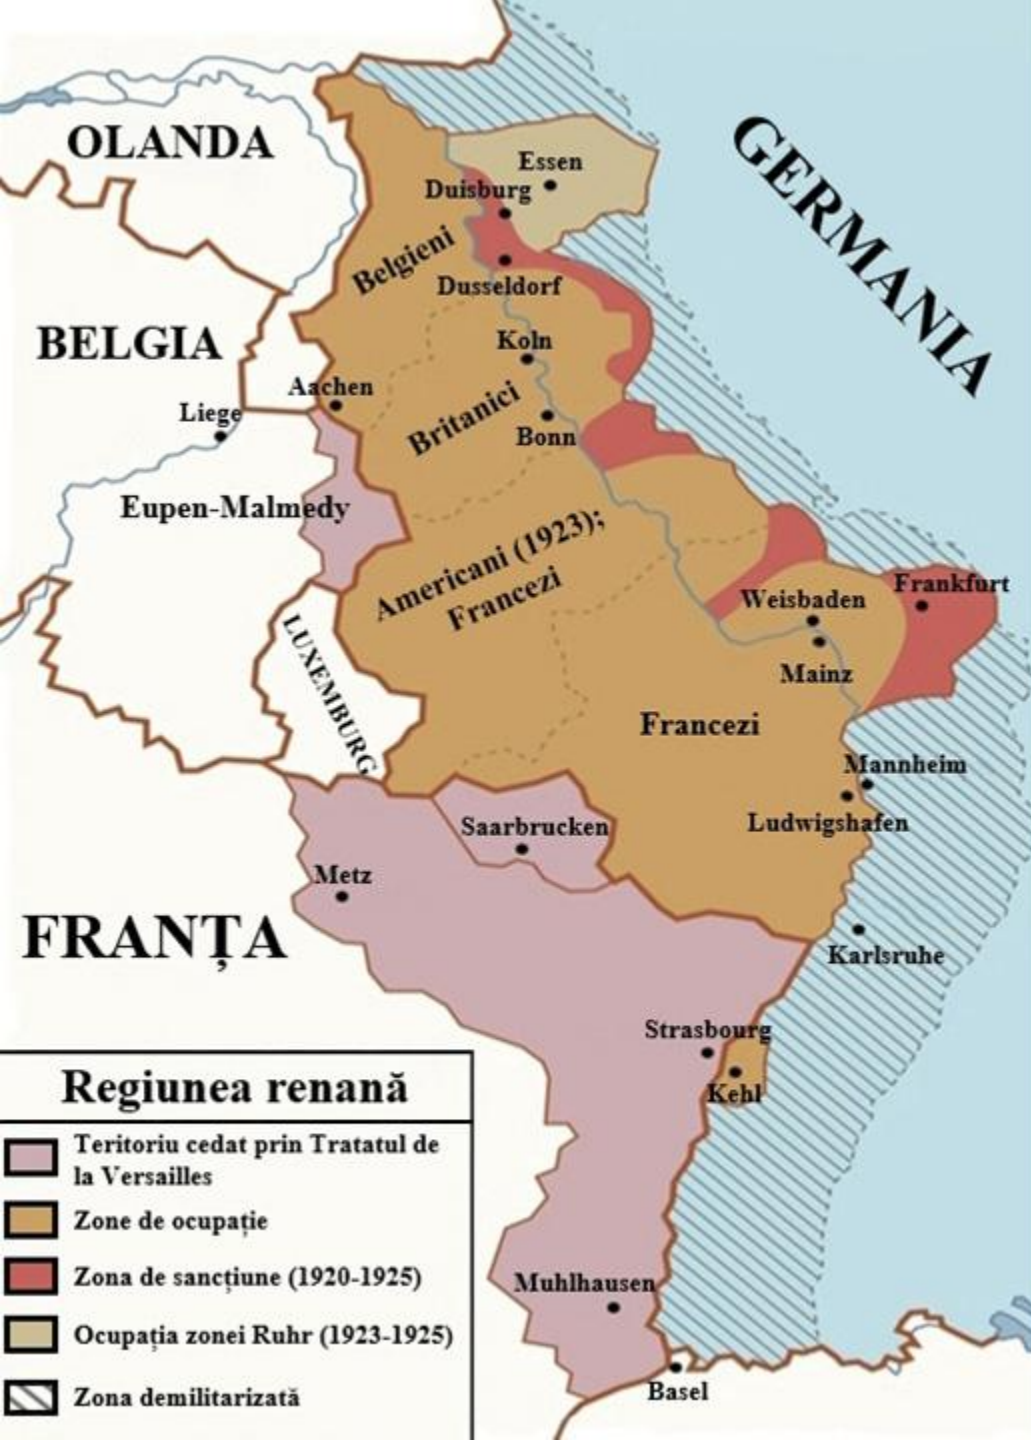 OLANDA
GERMANIA
Essen
Duisburg
Belgieni
Dusseldorf
BELGIA
Koln
Aachen
Liege
Britanici
Bonn
Eupen-Malmedy
Americani (1923);
Francezi
Frankfurt
Weisbaden
LUXEMBURG
Mainz
Francezi
Mannheim
Ludwigshafen
Saarbrucken
Metz
FRANȚA
Karlsruhe
Strasbourg
Kehl
Regiunea renană
Teritoriu cedat prin Tratatul de
la Versailles
Zone de ocupație
Zona de sancțiune (1920-1925)
Ocupația zonei Ruhr (1923-1925)
Zona demilitarizată
Muhlhausen
Basel